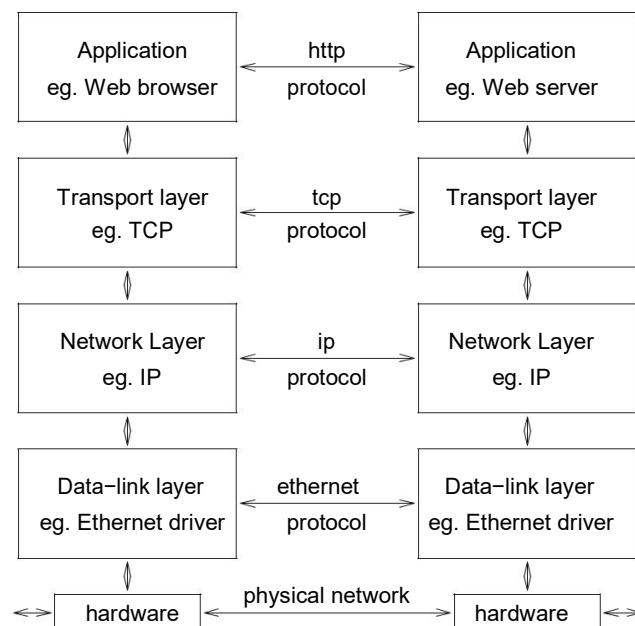 Application
eg. Web browser
http
protocol
Application
eg. Web server
Transport layer
eg. TCP
tcp
protocol
Transport layer
eg. TCP
Network Layer
eg. IP
ip
protocol
Network Layer
eg. IP
Data−link layer
eg. Ethernet driver
ethernet
protocol
Data−link layer
eg. Ethernet driver
hardware
physical network
hardware